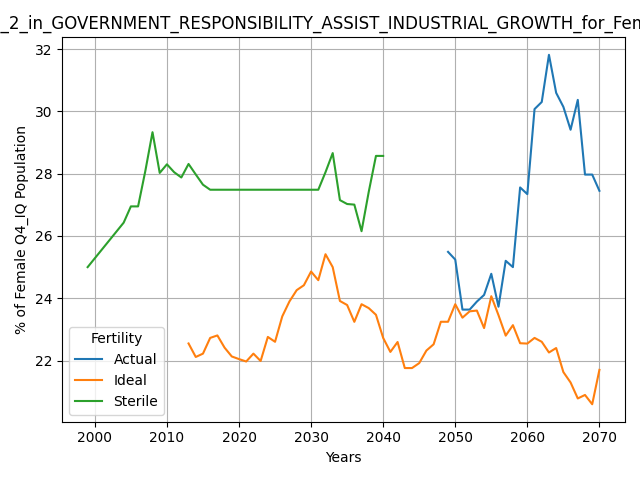 _2_in_GOVERNMENT_RESPONSIBILITY_ASSIST_INDUSTRIAL_GROWTH_for_Fem
% of Female Q4_IQ Population
32
30
28
26
24
22
Fertility
Actual
Ideal
Sterile
2000 2010 2020 2030 2040 2050 2060 2070
Years